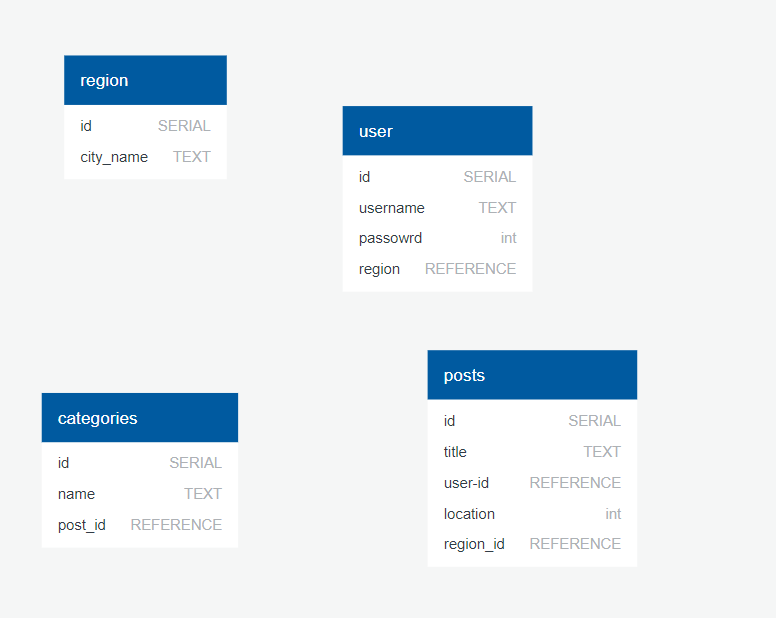 region
id SERIAL
city_name TEXT
user
id SERIAL
username TEXT
passowrd int
region REFERENCE
categories
id SERIAL
name TEXT
post_id REFERENCE
posts
id SERIAL
title TEXT
user-id REFERENCE
location int
region_id REFERENCE